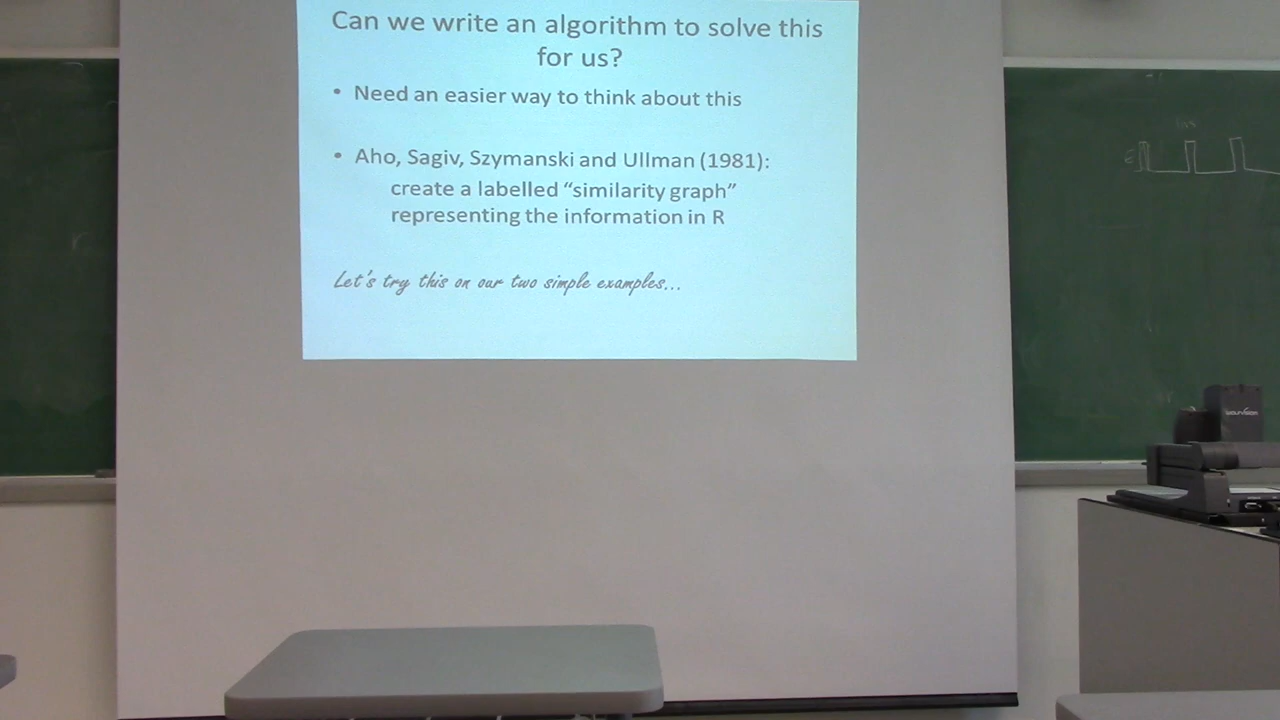 Can we write an algorithm to solve this
for us?
• Need an easier way to think about this
• Aho, Sagiv, Szymanski and Ullman (1981):
create a labelled “similarity graph”
representing the information in R
Let's try this on our two simple examples...
wolfvision